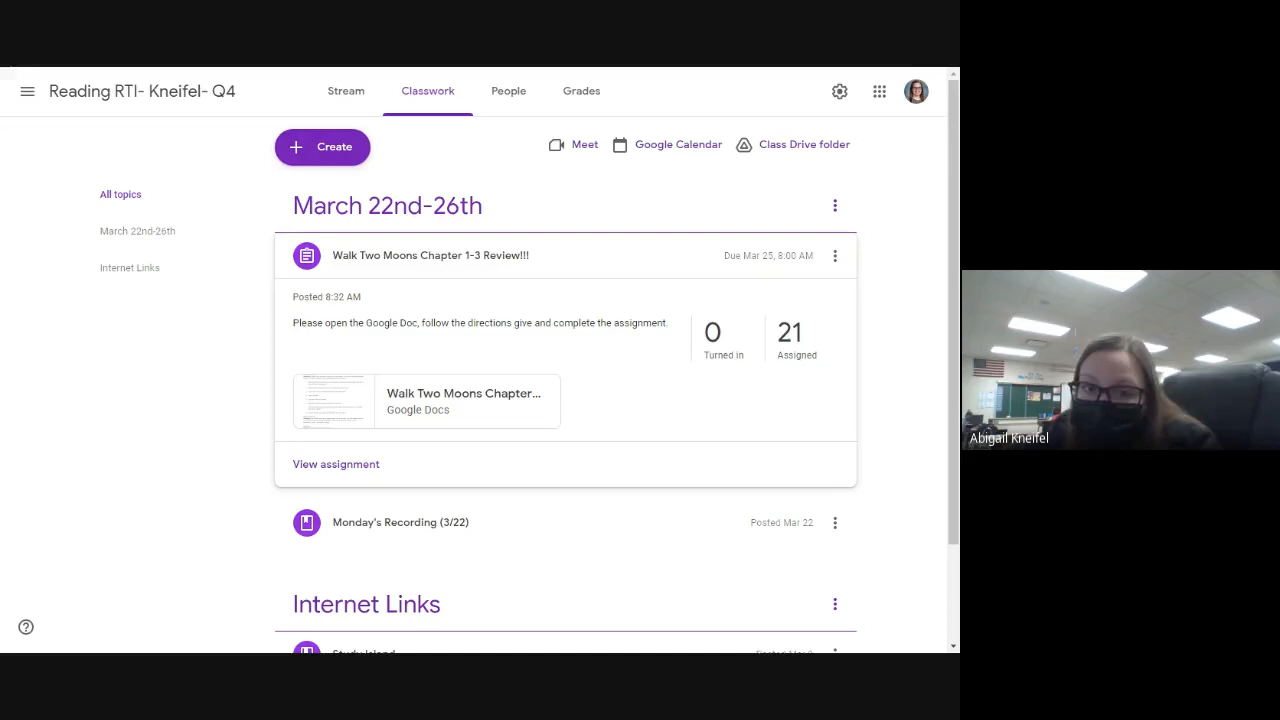 Reading RTI- Kneifel- Q4
Stream
Classwork
People
Grades
Create
Meet
Google Calendar
Class Drive folder
All topics
March 22nd-26th
Internet Links
March 22nd-26th
Walk Two Moons Chapter 1-3 Review!!!
Due Mar 25, 8:00 AM
Posted 8:32 AM
Please open the Google Doc, follow the directions give and complete the assignment.
0
Turned in
21
Assigned
Walk Two Moons Chapter...
Google Docs
View assignment
Monday's Recording (3/22)
Posted Mar 22
Internet Links
Study Island
Abigail Kneifel